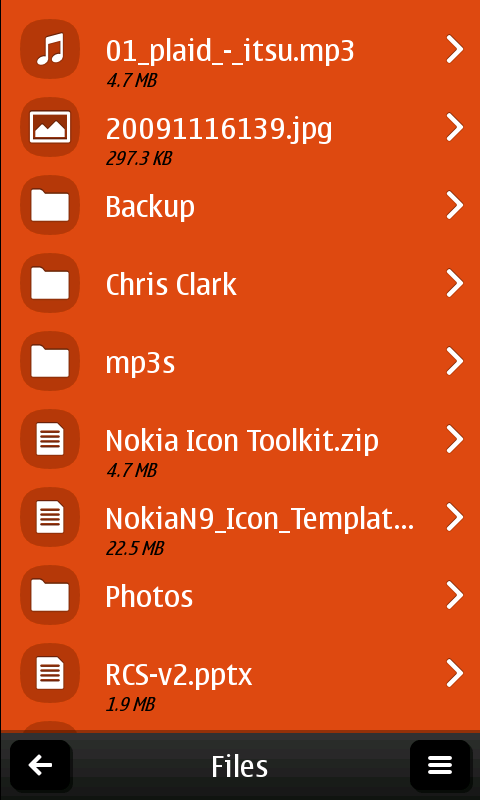 01_plaid_-_itsu.mp3
4.7 MB
20091116139.jpg
297.3 KB
Backup
Chris Clark
mp3s
Nokia Icon Toolkit.zip
4.7 MB
NokiaN9_Icon_Templat...
22.5 MB
Photos
RCS-v2.pptx
1.9 MB
Files